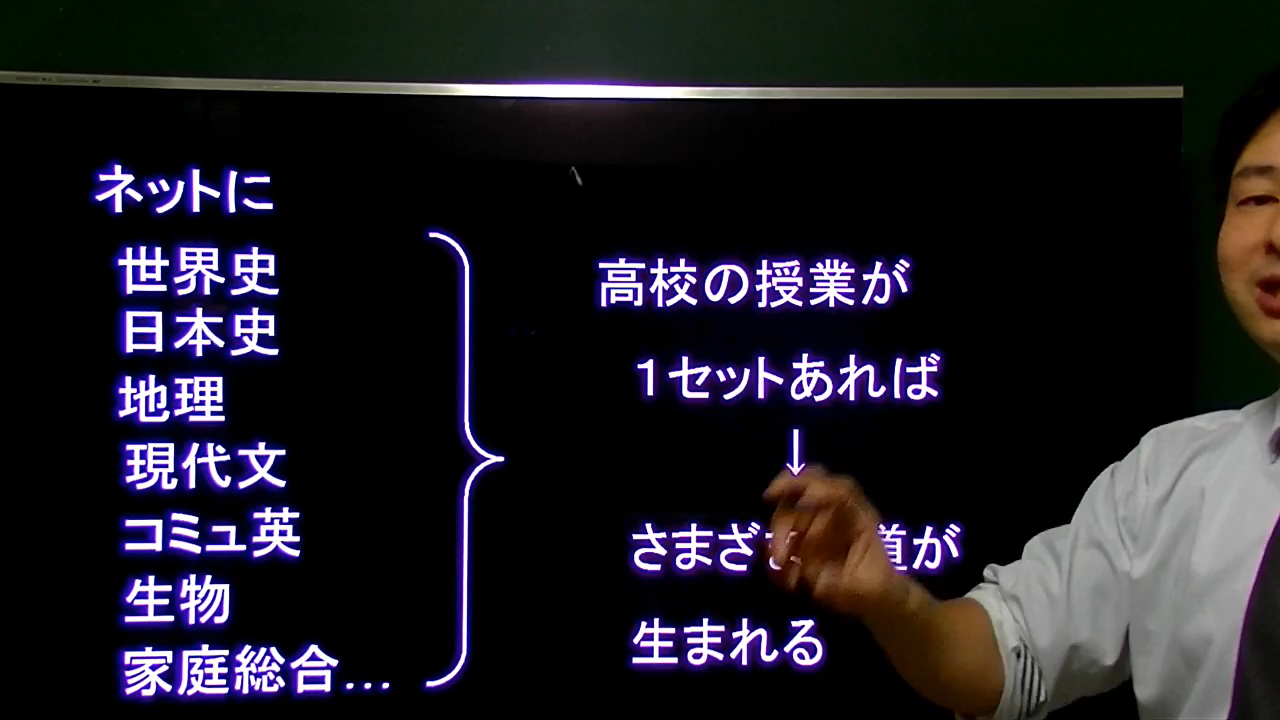 ネットに
世界史
日本史
地理
現代文
コミュ英
生物
家庭総合…
高校の授業が
1セットあれば
↓
さまざ 道が
生まれる